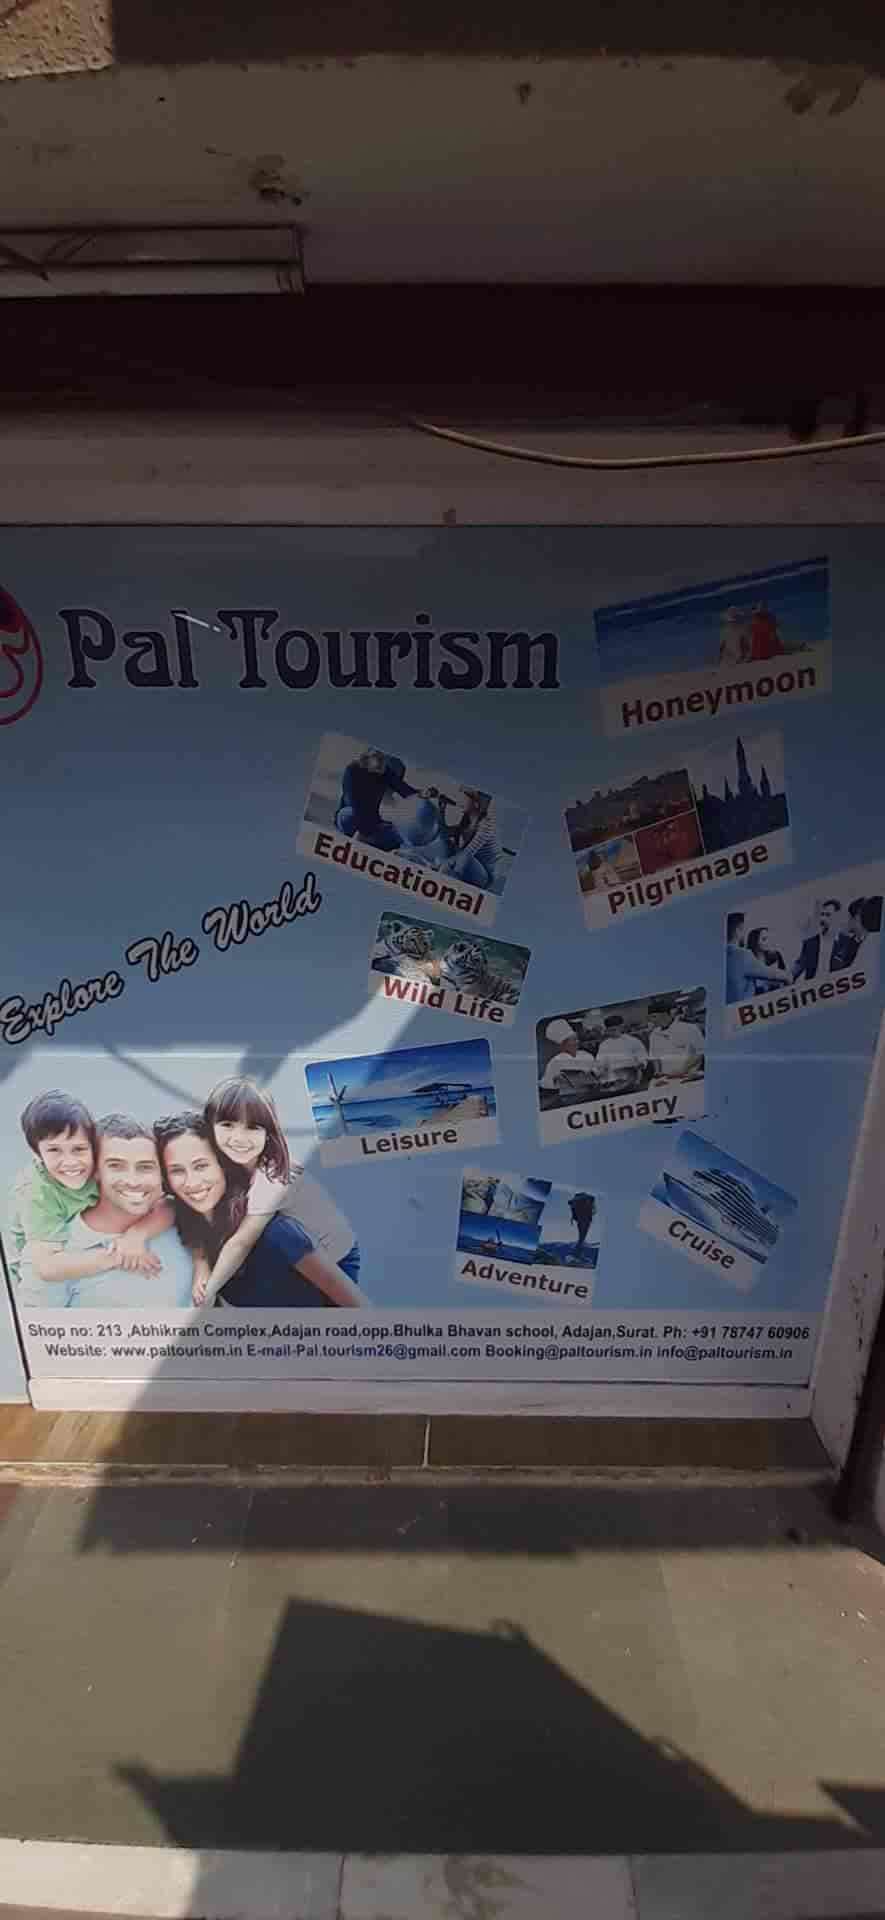 Pal Tourism
Honeymoon
Educational
Pilgrimage
Explore The World
Wild Life
Business
Leisure
Culinary
Adventure
Cruise
Shop no: 213 ,Abhikram Complex,Adajan road,opp.Bhulka Bhavan school, Adajan,Surat. Ph: +91 78747 60906
Website: www.paltourism.in E-mail-Pal.tourism26@gmail.com Booking@paltourism.in info@paltourism.in